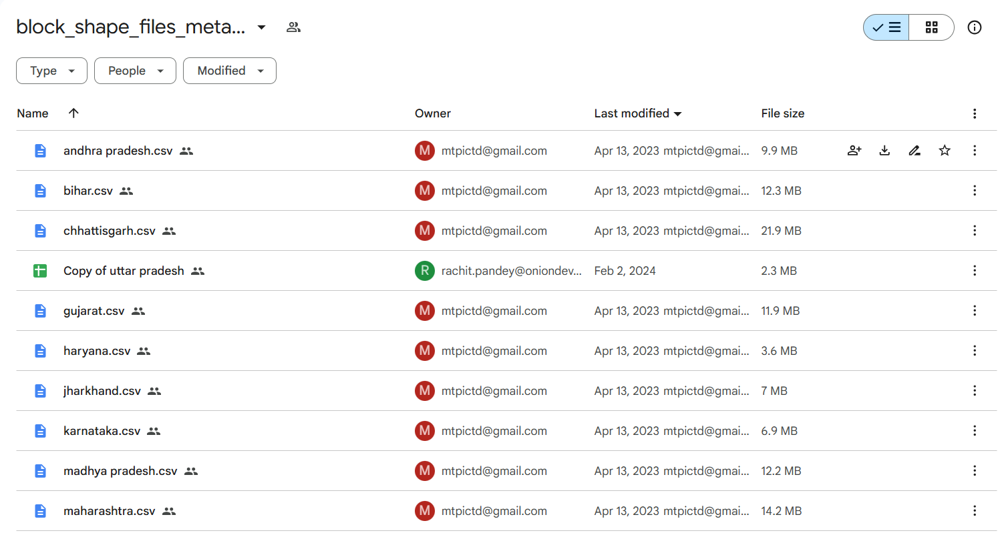 block_shape_files_meta...
Type People Modified
Name Owner Last modified File size
andhra pradesh.csv M mtpictd@gmail.com Apr 13, 2023 mtpictd@gmai... 9.9 MB
bihar.csv M mtpictd@gmail.com Apr 13, 2023 mtpictd@gmai... 12.3 MB
chhattisgarh.csv M mtpictd@gmail.com Apr 13, 2023 mtpictd@gmai... 21.9 MB
Copy of uttar pradesh R rachit.pandey@oniondev... Feb 2, 2024 2.3 MB
gujarat.csv M mtpictd@gmail.com Apr 13, 2023 mtpictd@gmai... 11.9 MB
haryana.csv M mtpictd@gmail.com Apr 13, 2023 mtpictd@gmai... 3.6 MB
jharkhand.csv M mtpictd@gmail.com Apr 13, 2023 mtpictd@gmai... 7 MB
karnataka.csv M mtpictd@gmail.com Apr 13, 2023 mtpictd@gmai... 6.9 MB
madhya pradesh.csv M mtpictd@gmail.com Apr 13, 2023 mtpictd@gmai... 12.2 MB
maharashtra.csv M mtpictd@gmail.com Apr 13, 2023 mtpictd@gmai... 14.2 MB